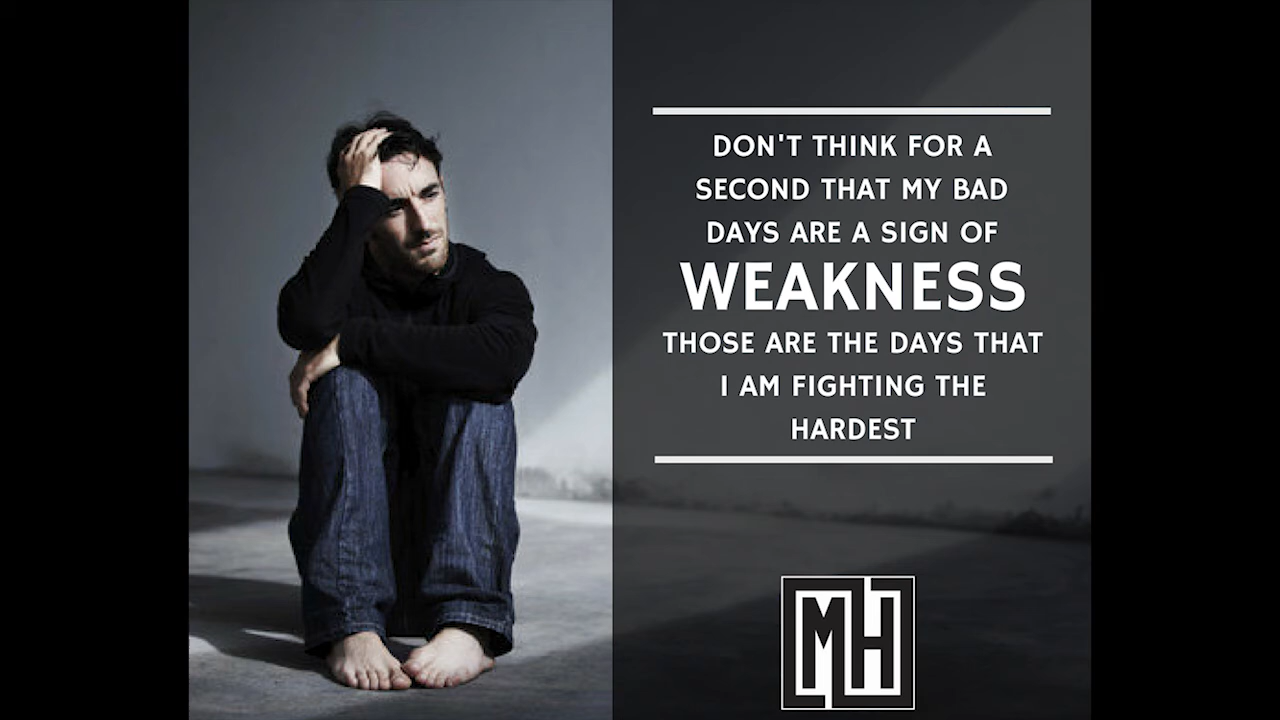 DON'T THINK FOR A
SECOND THAT MY BAD
DAYS ARE A SIGN OF
WEAKNESS
THOSE ARE THE DAYS THAT
I AM FIGHTING THE
HARDEST
MH